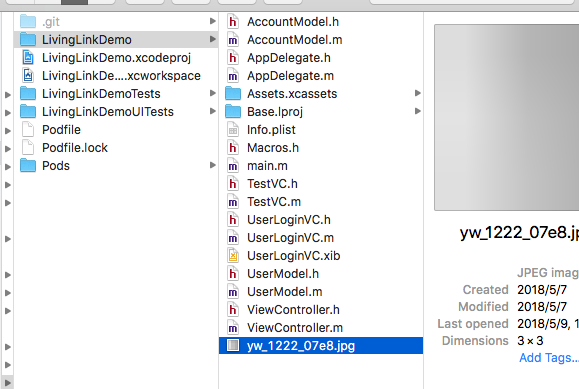 .git
LivingLinkDemo
LivingLinkDemo.xcodeproj
LivingLinkDe....xcworkspace
LivingLinkDemoTests
LivingLinkDemoUITests
Podfile
Podfile.lock
Pods
AccountModel.h
AccountModel.m
AppDelegate.h
AppDelegate.m
Assets.xcassets
Base.lproj
Info.plist
Macros.h
main.m
TestVC.h
TestVC.m
UserLoginVC.h
UserLoginVC.m
UserLoginVC.xib
UserModel.h
UserModel.m
ViewController.h
ViewController.m
yw_1222_07e8.jpg
yw_1222_07e8.jp
JPEG imag
Created 2018/5/7
Modified 2018/5/7
Last opened 2018/5/9, 1
Dimensions 3 × 3
Add Tags...